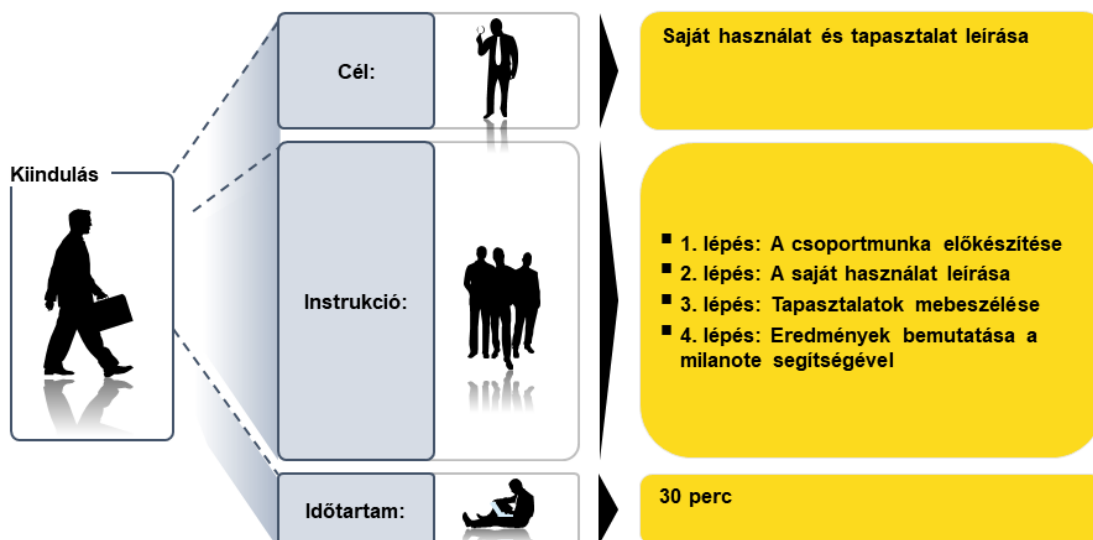 Kiindulás
Cél:
Saját használat és tapasztalat leírása
Instrukció:
▪ 1. lépés: A csoportmunka előkészítése
▪ 2. lépés: A saját használat leírása
▪ 3. lépés: Tapasztalatok mebeszélése
▪ 4. lépés: Eredmények bemutatása a
milanote segítségével
Időtartam:
30 perc